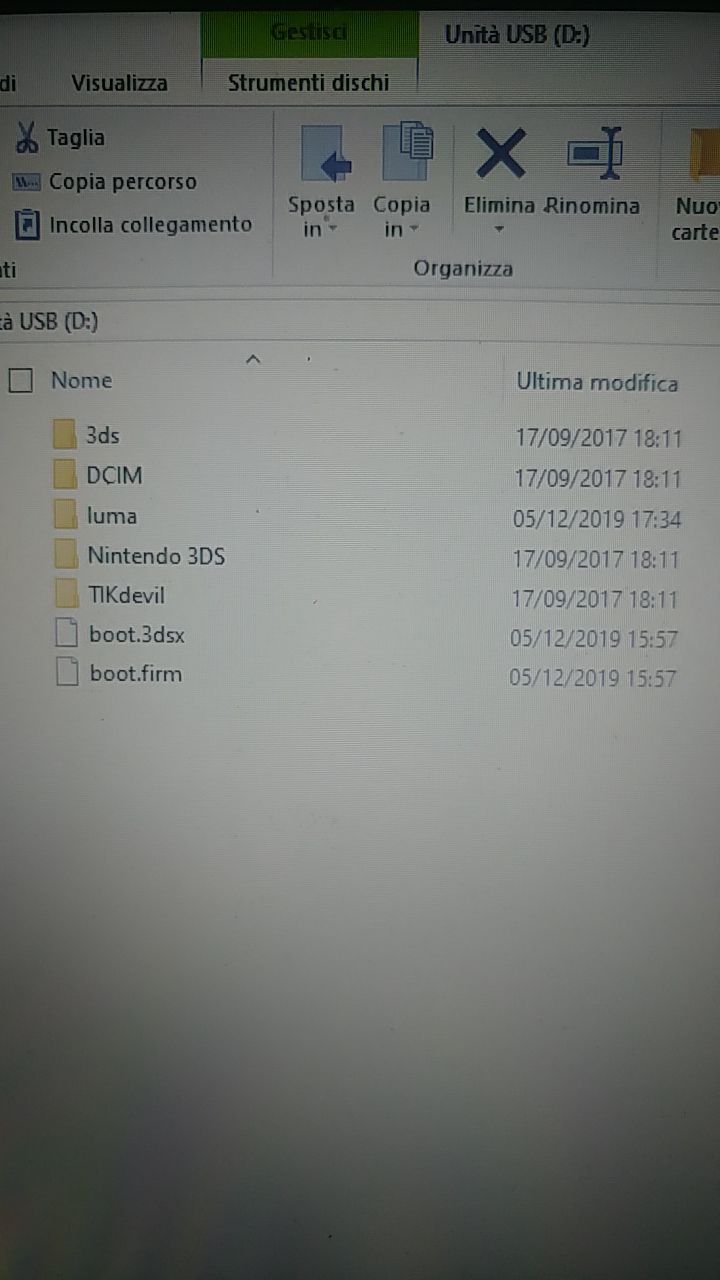 Gestisci
Unità USB (D:)
di
Visualizza
Strumenti dischi
Taglia
Copia percorso
Incolla collegamento
Sposta
in
Copia
in
Elimina
Rinomina
Nuo
carte
ti
Organizza
tà USB (D:)
Nome
Ultima modifica
3ds
17/09/2017 18:11
DCIM
17/09/2017 18:11
luma
05/12/2019 17:34
Nintendo 3DS
17/09/2017 18:11
TIKdevil
17/09/2017 18:11
boot.3dsx
05/12/2019 15:57
boot.firm
05/12/2019 15:57